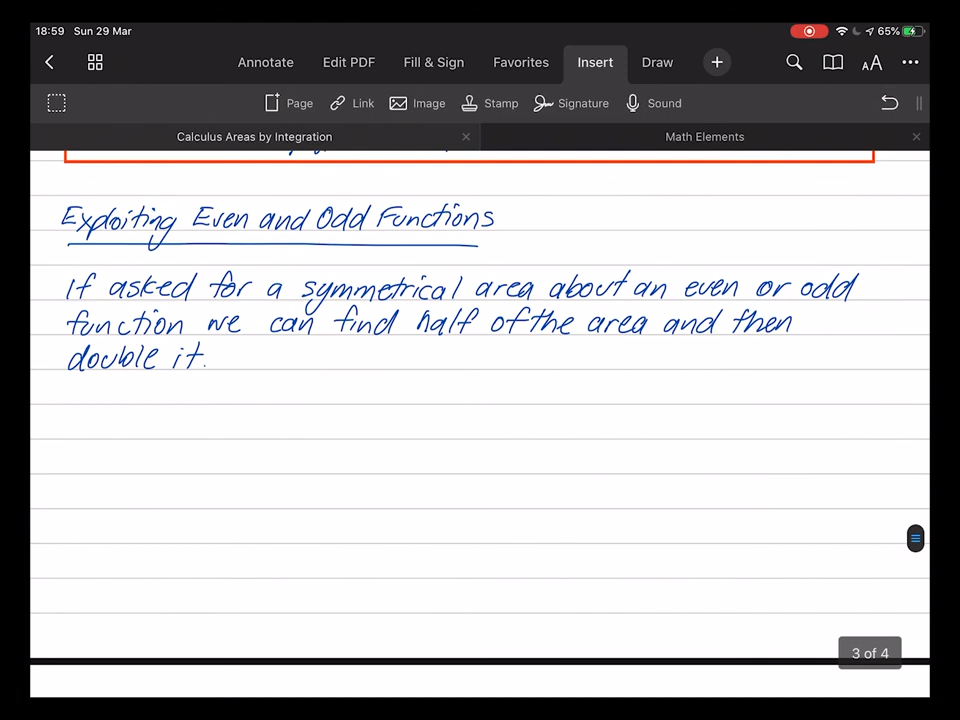 18:59 Sun 29 Mar
65%
Annotate Edit PDF Fill & Sign Favorites Insert Draw
AA
Page Link Image Stamp Signature Sound
Calculus Areas by Integration
Math Elements
Exploiting Even and Odd Functions
If asked for a symmetrical area about an even or odd
function we can find half of the area and then
double it.
3 of 4